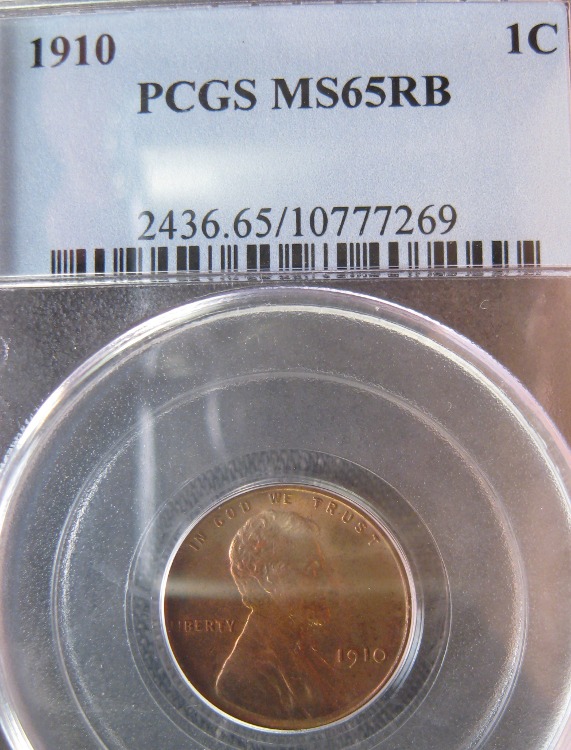 1910 1C
PCGS MS65RB
2436.65/10777269
IN GOD WE TRUST
LIBERTY
1910